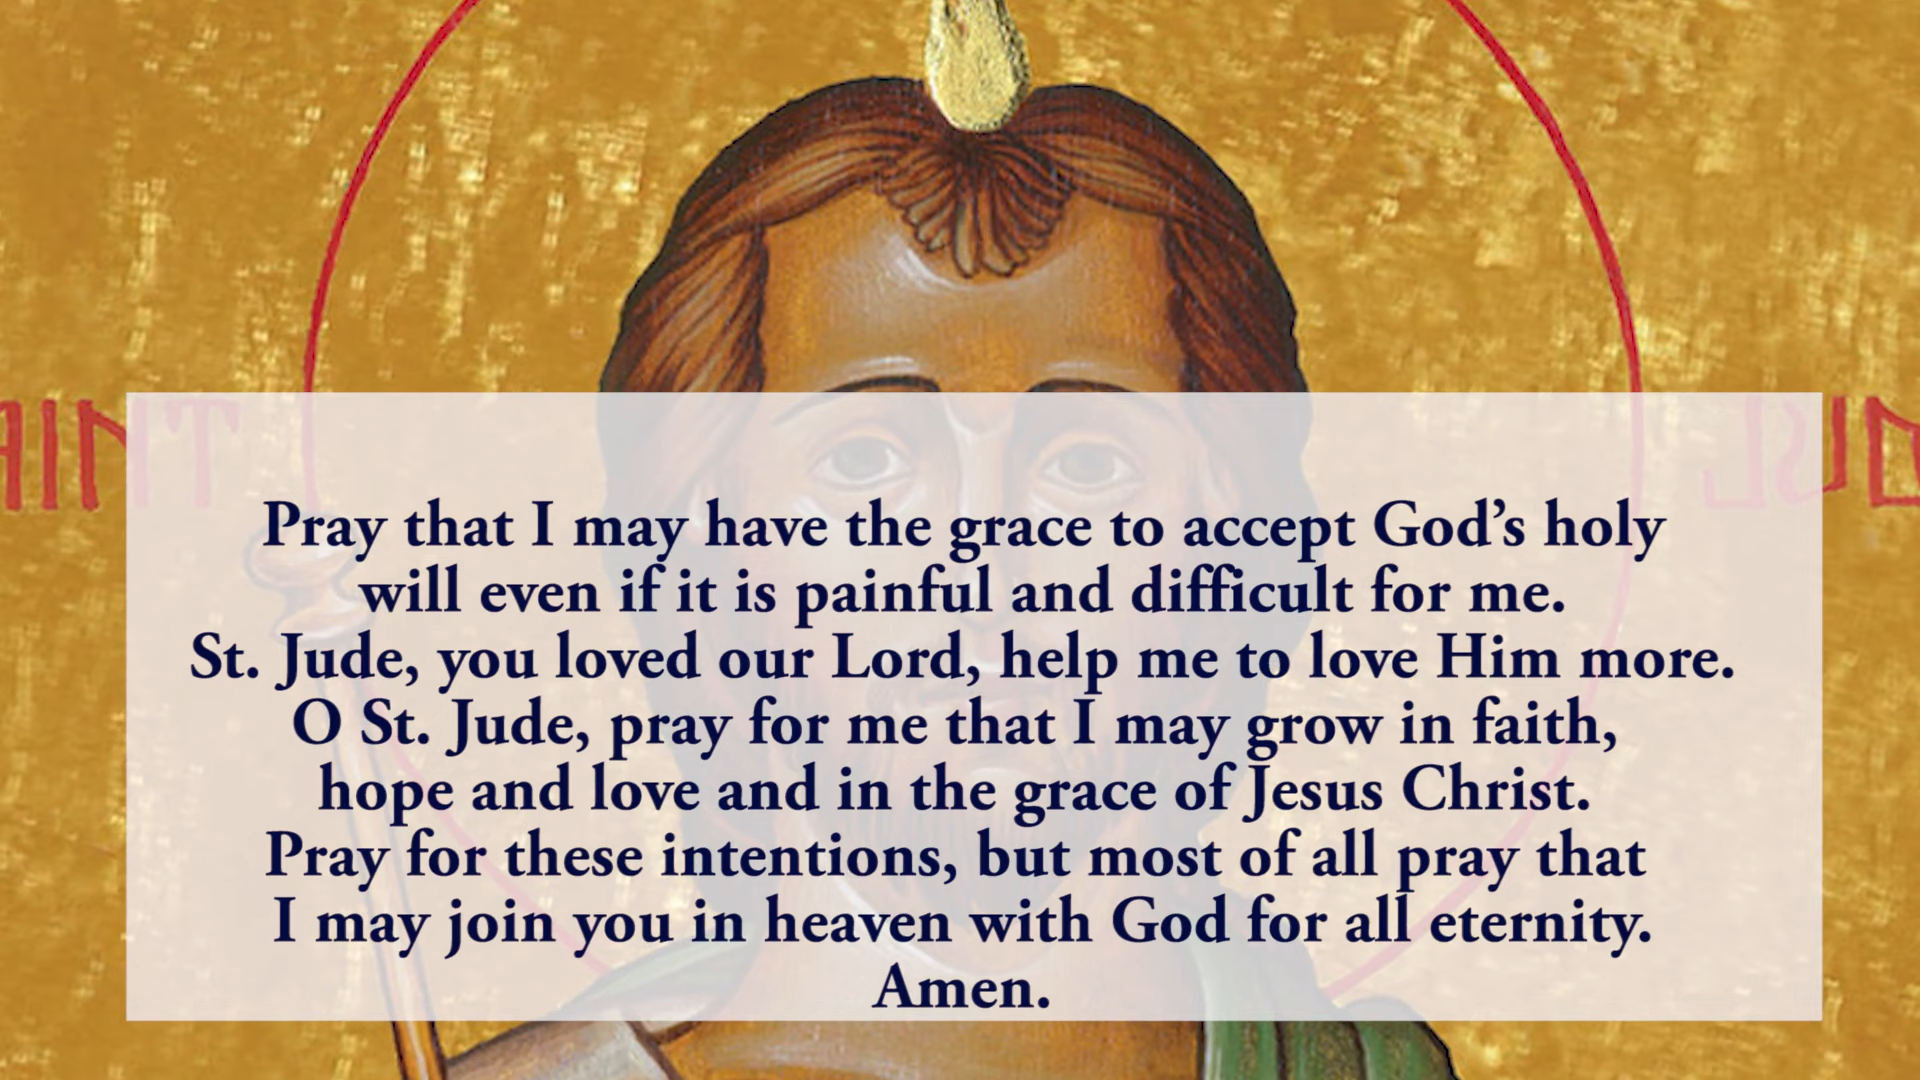 AINT JUD
Pray that I may have the grace to accept God’s holy
will even if it is painful and difficult for me.
St. Jude, you loved our Lord, help me to love Him more.
O St. Jude, pray for me that I may grow in faith,
hope and love and in the grace of Jesus Christ.
Pray for these intentions, but most of all pray that
I may join you in heaven with God for all eternity.
Amen.